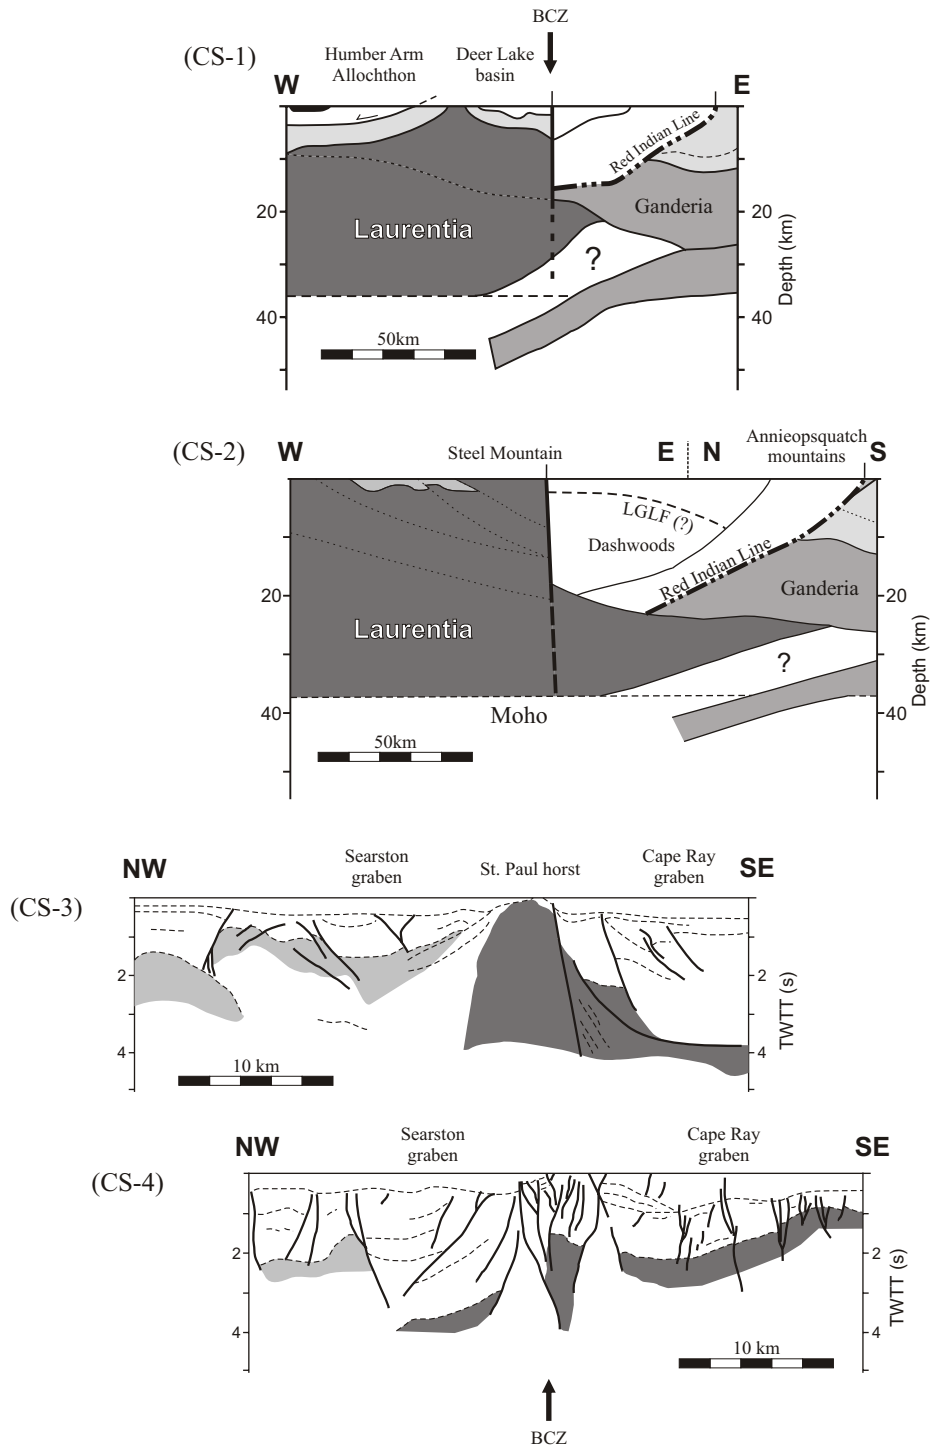 BCZ
(CS-1)
Humber Arm
Allochthon
Deer Lake
basin
W
E
Red Indian Line
Ganderia
Laurentia
?
20
20
40
40
Depth (km)
50km
(CS-2)
W
Steel Mountain
E
N
Annieopsquatch
mountains
S
LGLF (?)
Dashwoods
Red Indian Line
Ganderia
Laurentia
?
20
20
40
40
Depth (km)
Moho
50km
(CS-3)
NW
Searston
graben
St. Paul horst
Cape Ray
graben
SE
2
2
4
4
TWTT (s)
10 km
(CS-4)
NW
Searston
graben
Cape Ray
graben
SE
2
2
4
4
TWTT (s)
10 km
BCZ